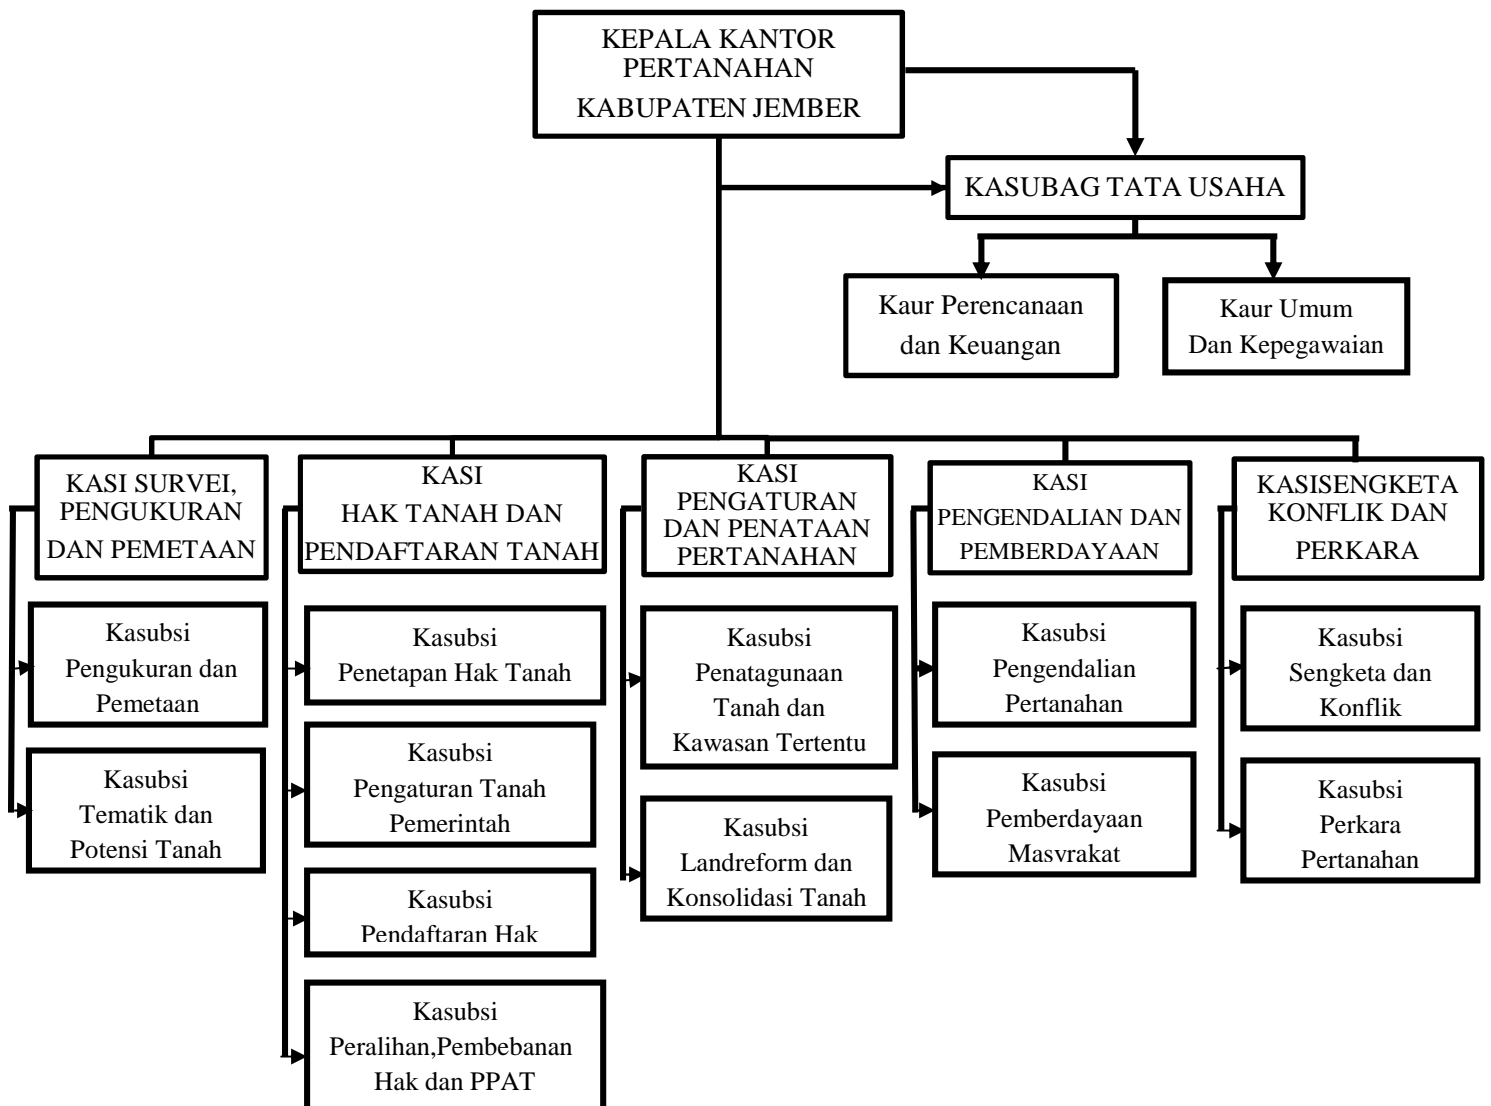 KEPALA KANTOR
PERTANAHAN
KABUPATEN JEMBER
KASUBAG TATA USAHA
Kaur Perencanaan
dan Keuangan
Kaur Umum
Dan Kepegawaian
KASI SURVEI,
PENGUKURAN
DAN PEMETAAN
KASI
HAK TANAH DAN
PENDAFTARAN TANAH
KASI
PENGATURAN
DAN PENATAAN
PERTANAHAN
KASI
PENGENDALIAN DAN
PEMBERDAYAAN
KASISENGKETA
KONFLIK DAN
PERKARA
Kasubsi
Pengukuran dan
Pemetaan
Kasubsi
Tematik dan
Potensi Tanah
Kasubsi
Penetapan Hak Tanah
Kasubsi
Pengaturan Tanah
Pemerintah
Kasubsi
Pendaftaran Hak
Kasubsi
Peralihan,Pembebanan
Hak dan PPAT
Kasubsi
Penatagunaan
Tanah dan
Kawasan Tertentu
Kasubsi
Landreform dan
Konsolidasi Tanah
Kasubsi
Pengendalian
Pertanahan
Kasubsi
Pemberdayaan
Masvrakat
Kasubsi
Sengketa dan
Konflik
Kasubsi
Perkara
Pertanahan